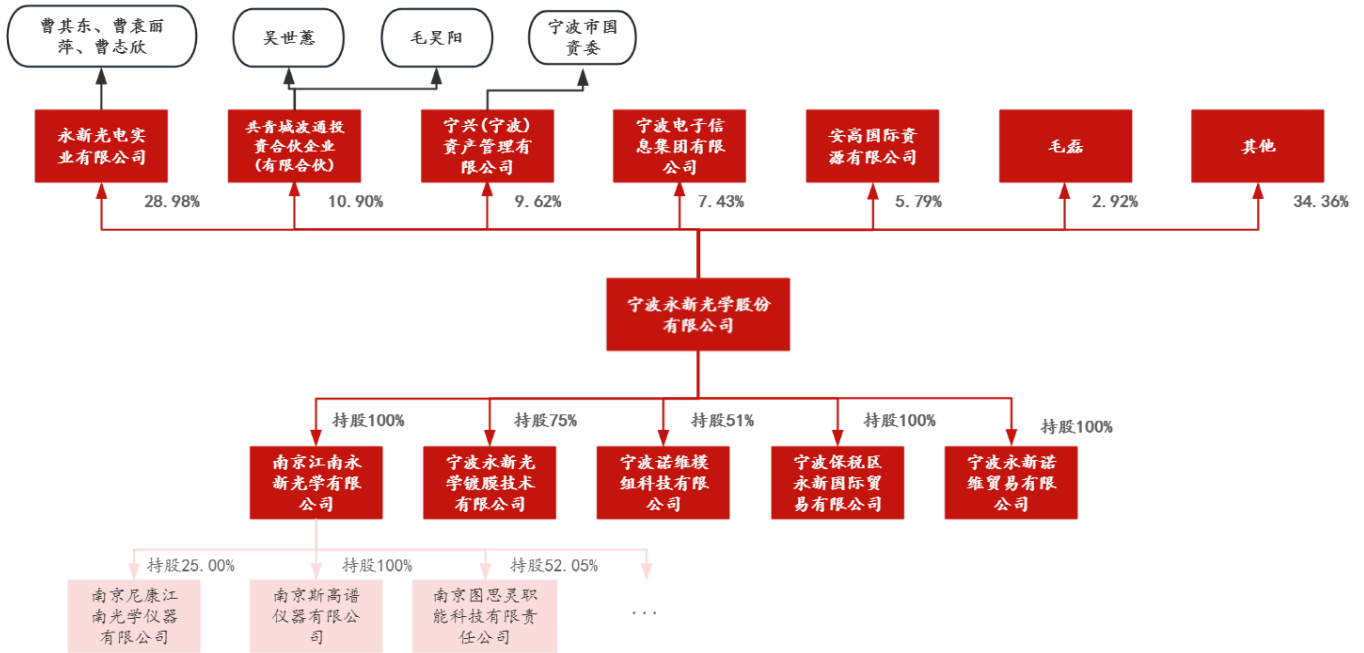 曹其东、曹袁丽
萍、曹志欣
吴世蕙
毛昊阳
宁波市国
资委
永新光电实
业有限公司
共青城波通投
资合伙企业
(有限合伙)
宁兴(宁波)
资产管理有
限公司
宁波电子信
息集团有限
公司
安高国际资
源有限公司
毛磊
其他
28.98%
10.90%
9.62%
7.43%
5.79%
2.92%
34.36%
宁波永新光学股份
有限公司
持股100%
持股75%
持股51%
持股100%
持股100%
南京江南永
新光学有限
公司
宁波永新光
学镀膜技术
有限公司
宁波诺维模
组科技有限
公司
宁波保税区
永新国际贸
易有限公司
宁波永新诺
维贸易有限
公司
持股25.00%
持股100%
持股52.05%
南京尼康江
南光学仪器
有限公司
南京斯高谱
仪器有限公
司
南京图思灵职
能科技有限责
任公司
...